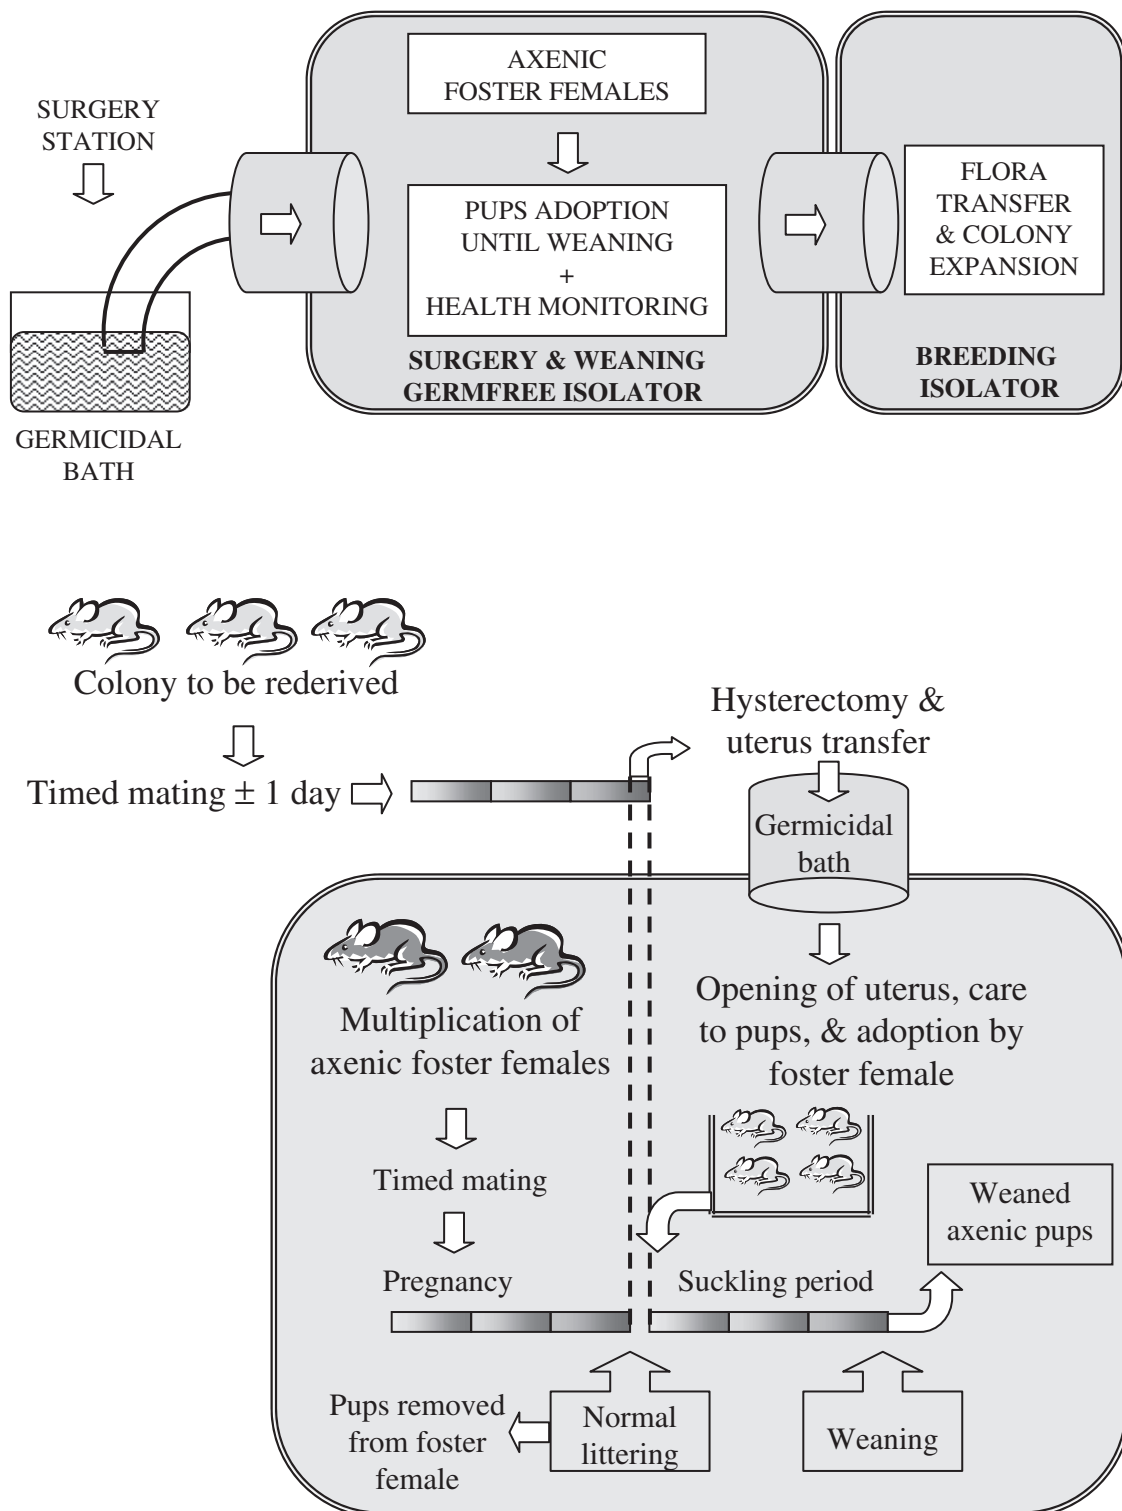 SURGERY
STATION
GERMICIDAL
BATH
AXENIC
FOSTER FEMALES
PUPS ADOPTION
UNTIL WEANING
+
HEALTH MONITORING
SURGERY & WEANING
GERMFREE ISOLATOR
FLORA
TRANSFER
& COLONY
EXPANSION
BREEDING
ISOLATOR
Colony to be rederived
Timed mating ± 1 day
Hysterectomy &
uterus transfer
Germicidal
bath
Multiplication of
axenic foster females
Timed mating
Pregnancy
Opening of uterus, care
to pups, & adoption by
foster female
Suckling period
Weaned
axenic pups
Pups removed
from foster
female
Normal
littering
Weaning